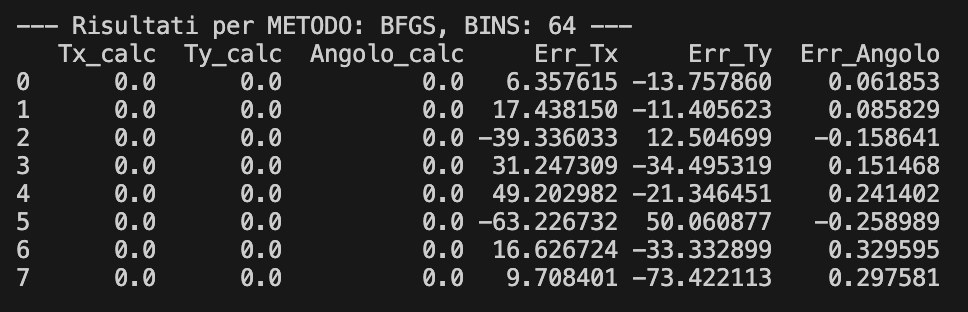 --- Risultati per METODO: BFGS, BINS: 64 ---
   Tx_calc  Ty_calc  Angolo_calc     Err_Tx     Err_Ty  Err_Angolo
0      0.0      0.0          0.0   6.357615 -13.757860    0.061853
1      0.0      0.0          0.0  17.438150 -11.405623    0.085829
2      0.0      0.0          0.0 -39.336033  12.504699   -0.158641
3      0.0      0.0          0.0  31.247309 -34.495319    0.151468
4      0.0      0.0          0.0  49.202982 -21.346451    0.241402
5      0.0      0.0          0.0 -63.226732  50.060877   -0.258989
6      0.0      0.0          0.0  16.626724 -33.332899    0.329595
7      0.0      0.0          0.0   9.708401 -73.422113    0.297581